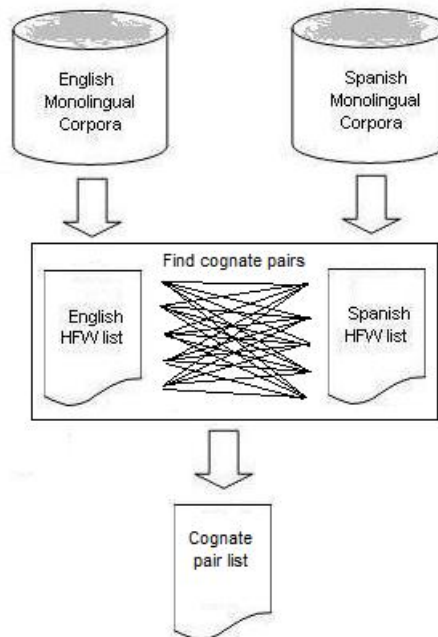 English
Monolingual
Corpora
Spanish
Monolingual
Corpora
Find cognate pairs
English
HFW list
Spanish
HFW list
Cognate
pair list